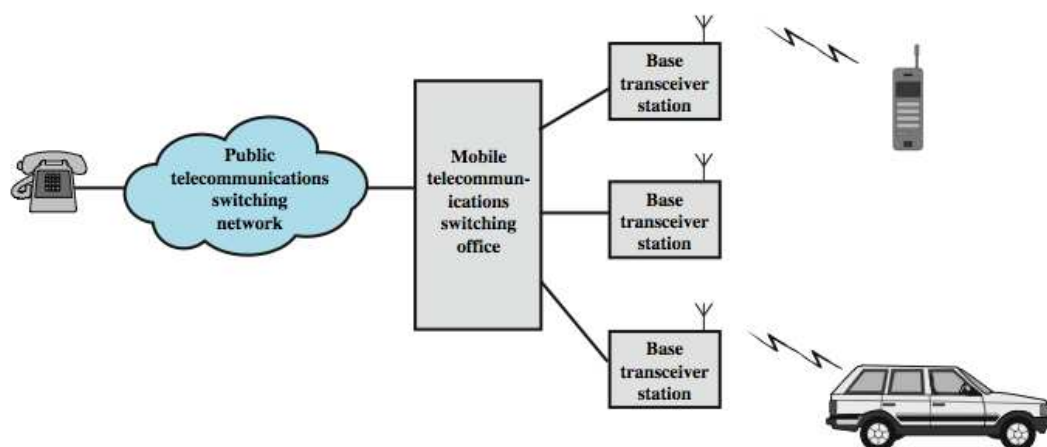 Public
telecommunications
switching
network
Mobile
telecommun-
ications
switching
office
Base
transceiver
station
Base
transceiver
station
Base
transceiver
station